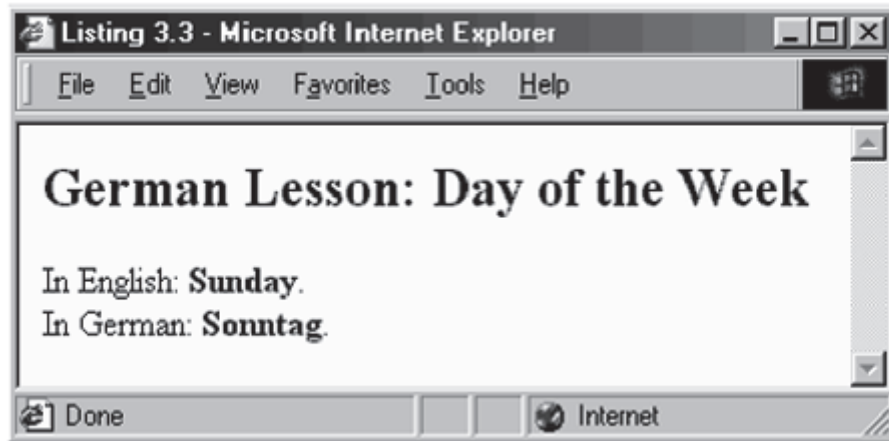 Listing 3.3 - Microsoft Internet Explorer
File Edit View Favorites Tools Help
German Lesson: Day of the Week
In English: Sunday.
In German: Sonntag.
Done Internet